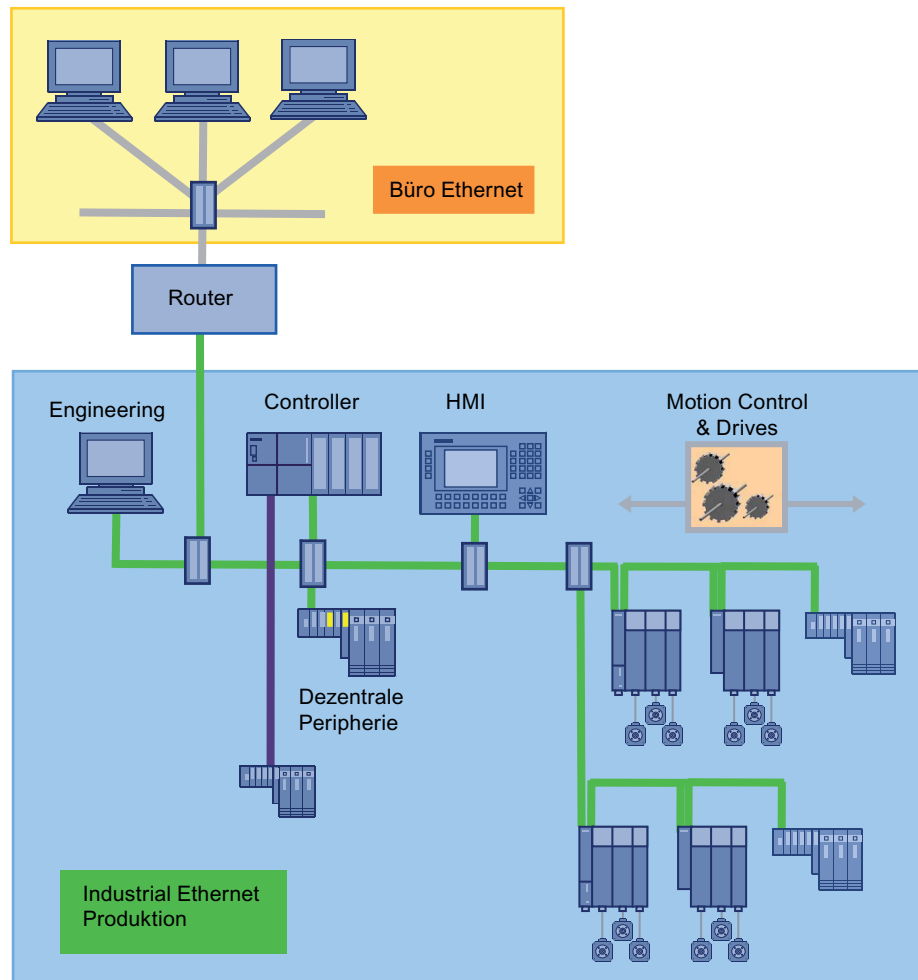 Büro Ethernet
Router
Engineering
Controller
HMI
Motion Control
& Drives
Dezentrale
Peripherie
Industrial Ethernet
Produktion